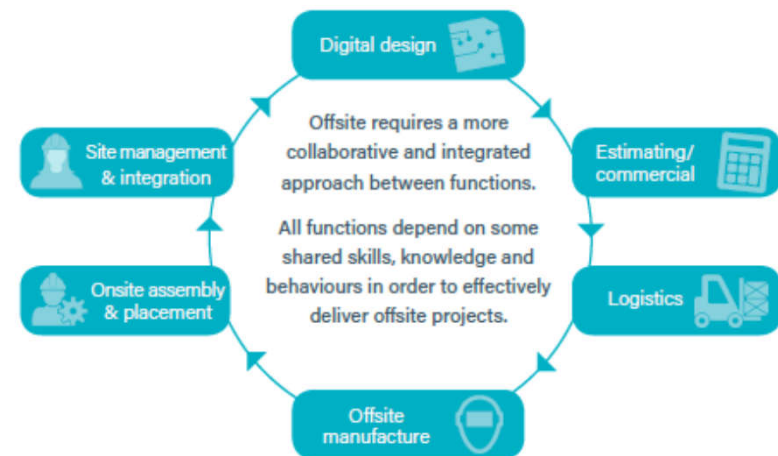 Digital design
Offsite requires a more
collaborative and integrated
approach between functions.
All functions depend on some
shared skills, knowledge and
behaviours in order to effectively
deliver offsite projects.
Estimating/
commercial
Logistics
Offsite
manufacture
Onsite assembly
& placement
Site management
& integration